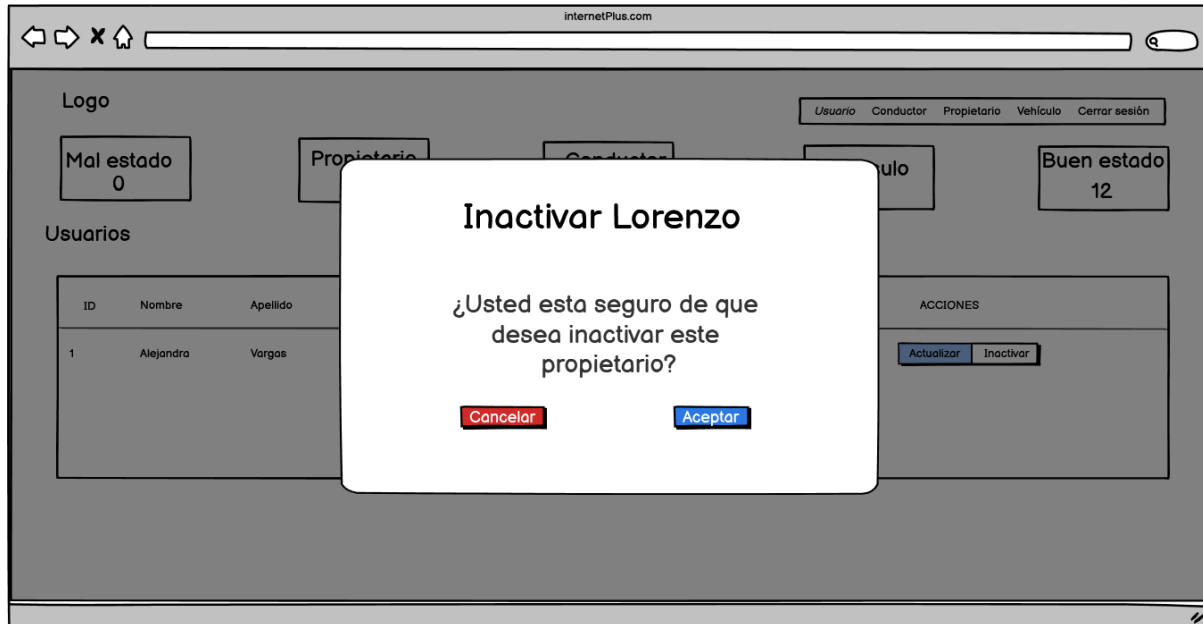 internetPlus.com
Logo
Usuario Conductor Propietario Vehículo Cerrar sesión
Mal estado
0
Buen estado
12
Usuarios
ID Nombre Apellido ACCIONES
1 Alejandra Vargas Actualizar Inactivar
Inactivar Lorenzo
¿Usted esta seguro de que
desea inactivar este
propietario?
Cancelar Aceptar